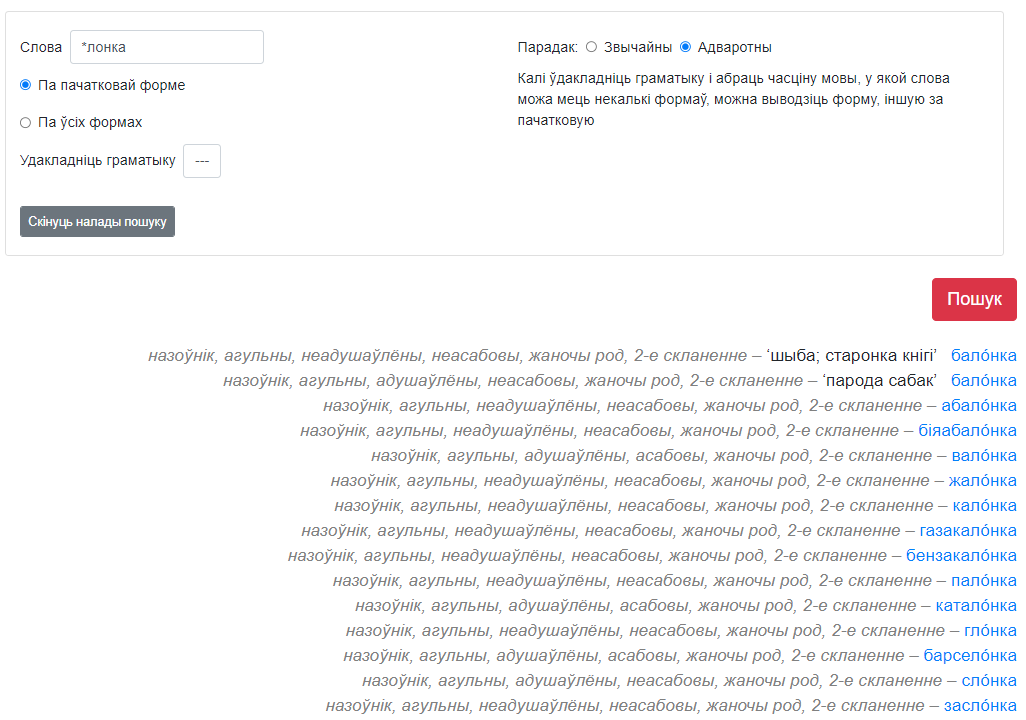 Слова *лонка
Па пачатковай форме
Па ўсіх формах
Удакладніць граматыку ---
Скінуць налады пошуку
Парадак: Звычайны Адваротны
Калі ўдакладніць граматыку і абраць часціну мовы, у якой слова
можа мець некалькі формаў, можна выводзіць форму, іншую за
пачатковую
Пошук
назоўнік, агульны, неадушаўлёны, неасабовы, жаночы род, 2-е скланенне – ‘шыба; старонка кнігі’ бало́нка
назоўнік, агульны, адушаўлёны, неасабовы, жаночы род, 2-е скланенне – ‘парода сабак’ бало́нка
назоўнік, агульны, неадушаўлёны, неасабовы, жаночы род, 2-е скланенне – абало́нка
назоўнік, агульны, неадушаўлёны, неасабовы, жаночы род, 2-е скланенне – біяабало́нка
назоўнік, агульны, адушаўлёны, асабовы, жаночы род, 2-е скланенне – вало́нка
назоўнік, агульны, неадушаўлёны, неасабовы, жаночы род, 2-е скланенне – жало́нка
назоўнік, агульны, неадушаўлёны, неасабовы, жаночы род, 2-е скланенне – кало́нка
назоўнік, агульны, неадушаўлёны, неасабовы, жаночы род, 2-е скланенне – газакало́нка
назоўнік, агульны, неадушаўлёны, неасабовы, жаночы род, 2-е скланенне – бензакало́нка
назоўнік, агульны, неадушаўлёны, неасабовы, жаночы род, 2-е скланенне – пало́нка
назоўнік, агульны, адушаўлёны, асабовы, жаночы род, 2-е скланенне – катало́нка
назоўнік, агульны, неадушаўлёны, неасабовы, жаночы род, 2-е скланенне – гло́нка
назоўнік, агульны, адушаўлёны, асабовы, жаночы род, 2-е скланенне – барсело́нка
назоўнік, агульны, адушаўлёны, неасабовы, жаночы род, 2-е скланенне – сло́нка
назоўнік, агульны, неадушаўлёны, неасабовы, жаночы род, 2-е скланенне – засло́нка